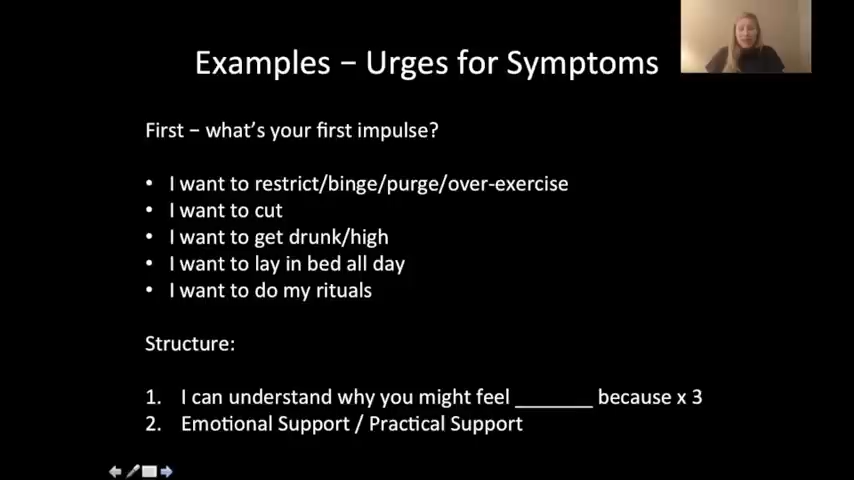 Examples – Urges for Symptoms
First – what's your first impulse?
• I want to restrict/binge/purge/over-exercise
• I want to cut
• I want to get drunk/high
• I want to lay in bed all day
• I want to do my rituals
Structure:
1. I can understand why you might feel _______ because x 3
2. Emotional Support / Practical Support